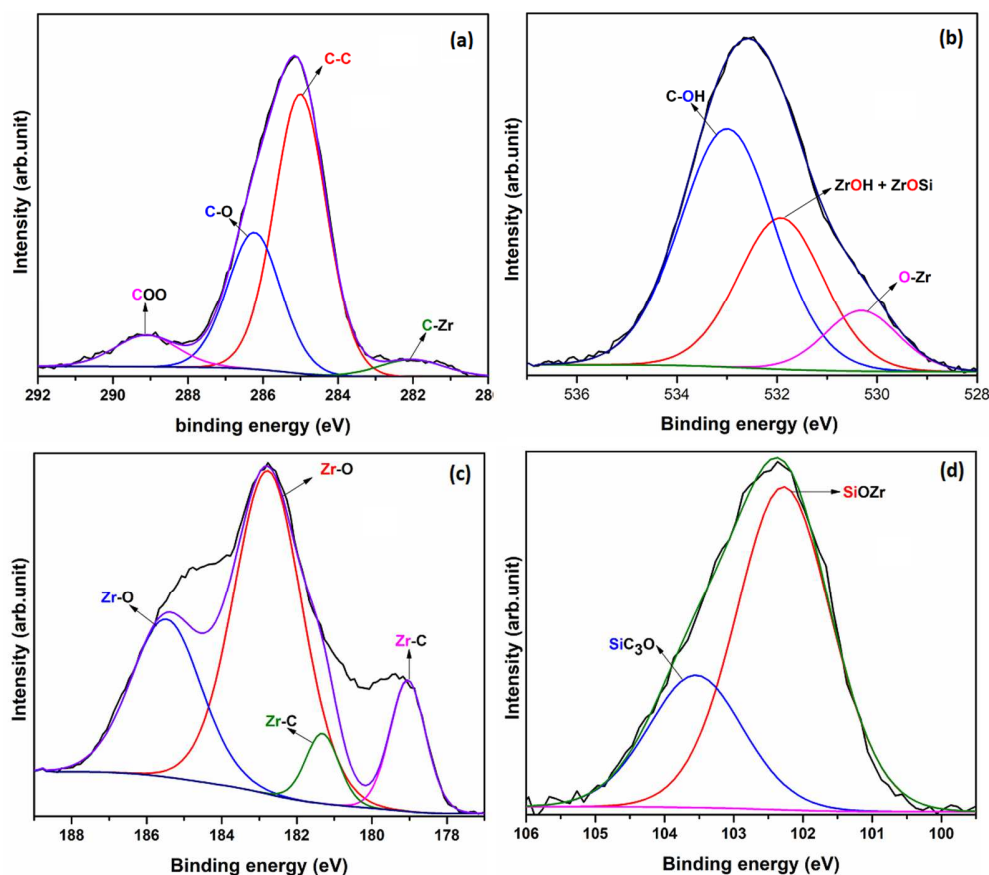 (a)
C-C
C-O
COO
C-Zr
Intensity (arb.unit)
292 290 288 286 284 282 28
binding energy (eV)
(b)
C-OH
ZrOH + ZrOSi
O-Zr
Intensity (arb.unit)
536 534 532 530 528
Binding energy (eV)
(c)
Zr-O
Zr-O
Zr-C
Zr-C
Intensity (arb.unit)
188 186 184 182 180 178
Binding energy (eV)
(d)
SiOZr
SiC₃O
Intensity (arb.unit)
106 105 104 103 102 101 100
Binding energy (eV)